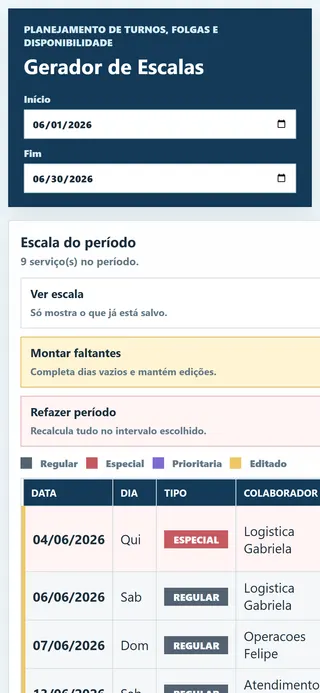 PLANEJAMENTO DE TURNOS, FOLGAS E
DISPONIBILIDADE
Gerador de Escalas
Início
06/01/2026
Fim
06/30/2026
Escala do período
9 serviço(s) no período.
Ver escala
Só mostra o que já está salvo.
Montar faltantes
Completa dias vazios e mantém edições.
Refazer período
Recalcula tudo no intervalo escolhido.
Regular Especial Prioritaria Editado
DATA DIA TIPO COLABORADOR
04/06/2026 Qui ESPECIAL Logistica
Gabriela
06/06/2026 Sab REGULAR Logistica
Gabriela
07/06/2026 Dom REGULAR Operacoes
Felipe
13/06/2026 Sab REGULAR Atendimento